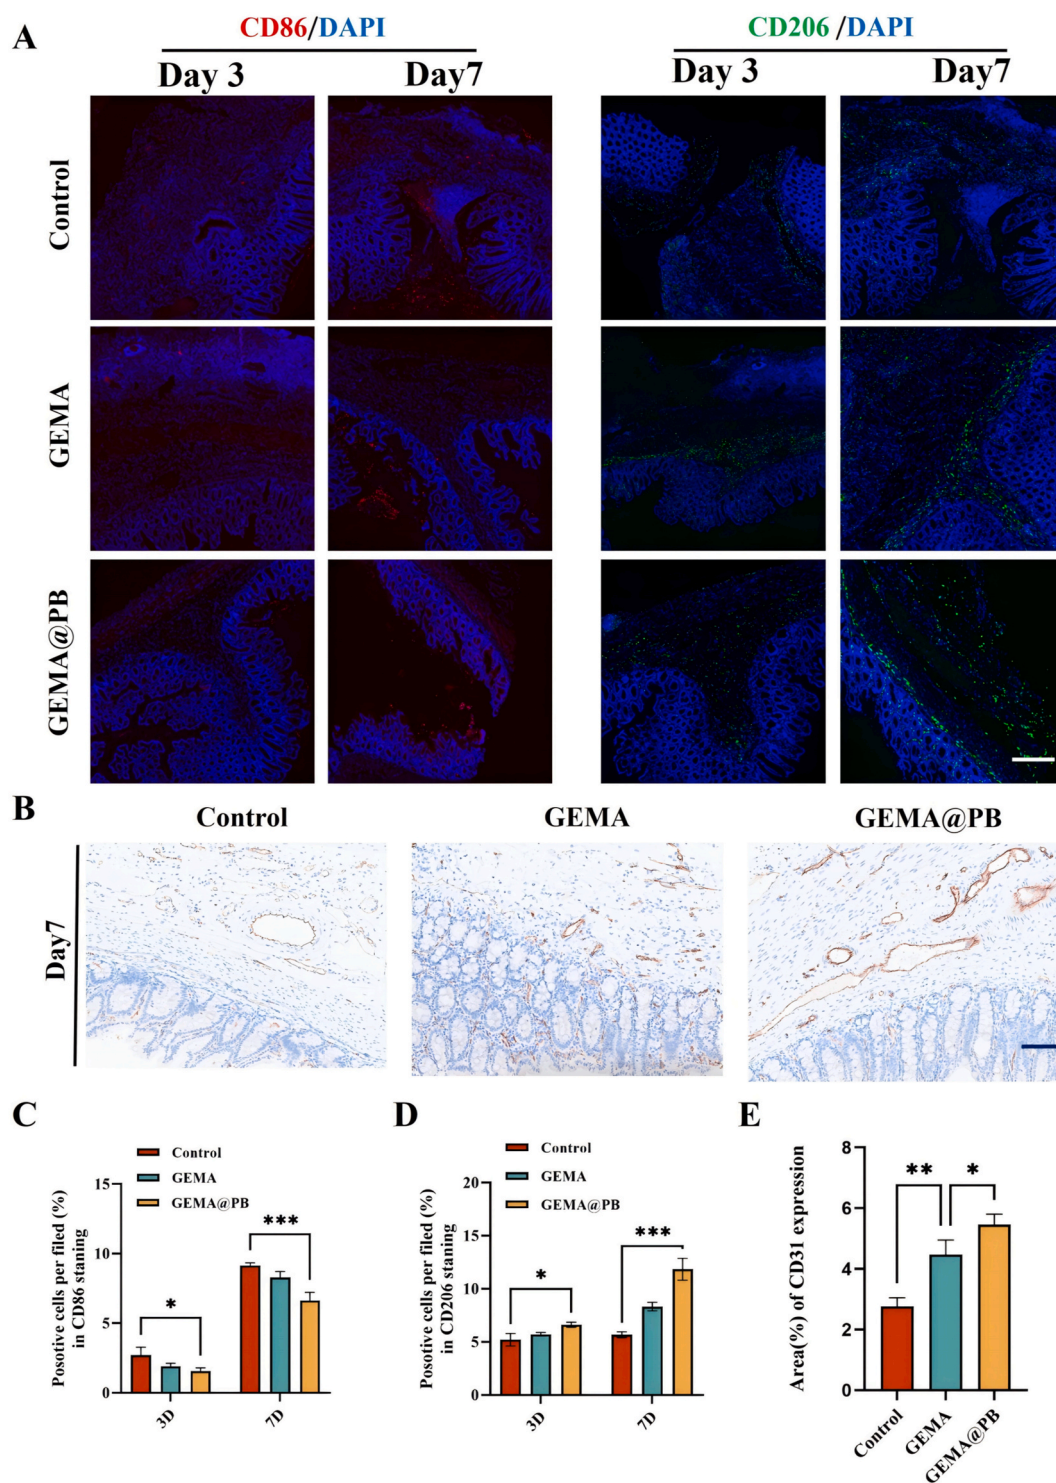 A
CD86/DAPI
CD206 /DAPI
Day 3
Day7
Day 3
Day7
Control
GEMA
GEMA@PB
B
Control
GEMA
GEMA@PB
Day7
C
Control
GEMA
GEMA@PB
Posotive cells per filed (%)
in CD86 staning
15
10
5
0
*
***
3D
7D
D
Control
GEMA
GEMA@PB
Posotive cells per filed (%)
in CD206 staning
20
15
10
5
0
*
***
3D
7D
E
Area(%) of CD31 expression
8
6
4
2
0
**
*
Control
GEMA
GEMA@PB